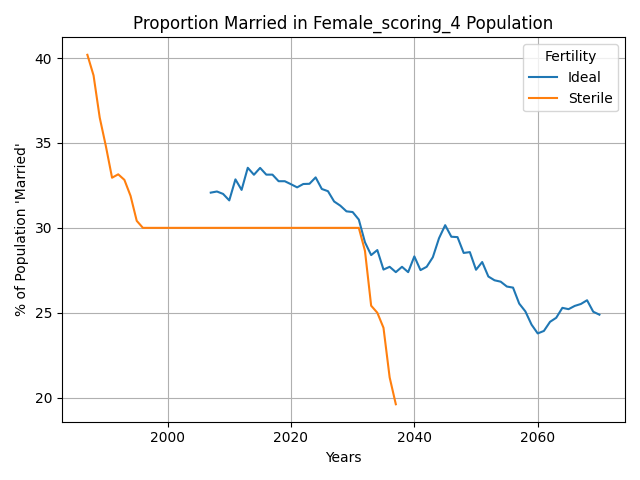 Proportion Married in Female_scoring_4 Population
Fertility
Ideal
Sterile
% of Population 'Married'
40
35
30
25
20
2000
2020
2040
2060
Years